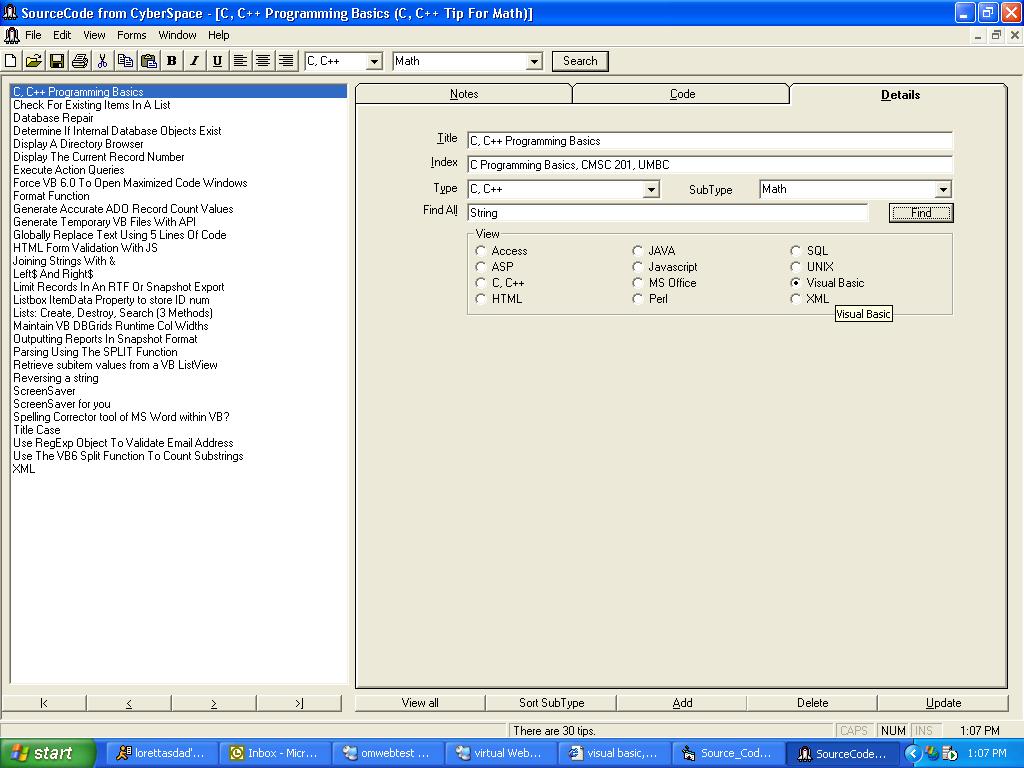 SourceCode from CyberSpace - [C, C++ Programming Basics (C, C++ Tip For Math)]
File Edit View Forms Window Help
B I U C, C++ Math Search
C, C++ Programming Basics
Check For Existing Items In A List
Database Repair
Determine If Internal Database Objects Exist
Display A Directory Browser
Display The Current Record Number
Execute Action Queries
Force VB 6.0 To Open Maximized Code Windows
Format Function
Generate Accurate ADO Record Count Values
Generate Temporary VB Files With API
Globally Replace Text Using 5 Lines Of Code
HTML Form Validation With JS
Joining Strings With &
Left$ And Right$
Limit Records In An RTF Or Snapshot Export
Listbox ItemData Property to store ID num
Lists: Create, Destroy, Search (3 Methods)
Maintain VB DBGrids Runtime Col Widths
Outputting Reports In Snapshot Format
Parsing Using The SPLIT Function
Retrieve subitem values from a VB ListView
Reversing a string
ScreenSaver
ScreenSaver for you
Spelling Corrector tool of MS Word within VB?
Title Case
Use RegExp Object To Validate Email Address
Use The VB6 Split Function To Count Substrings
XML
Notes Code Details
Title C, C++ Programming Basics
Index C Programming Basics, CMSC 201, UMBC
Type C, C++ SubType Math
Find All String Find
View
Access JAVA SQL
ASP Javascript UNIX
C, C++ MS Office Visual Basic
HTML Perl XML
Visual Basic
|< < > >|
View all Sort SubType Add Delete Update
There are 30 tips. CAPS NUM INS 1:07 PM
start lorettasdad'... Inbox - Micr... omwebtest ... virtual Web... visual basic,... Source_Cod... SourceCode... 1:07 PM